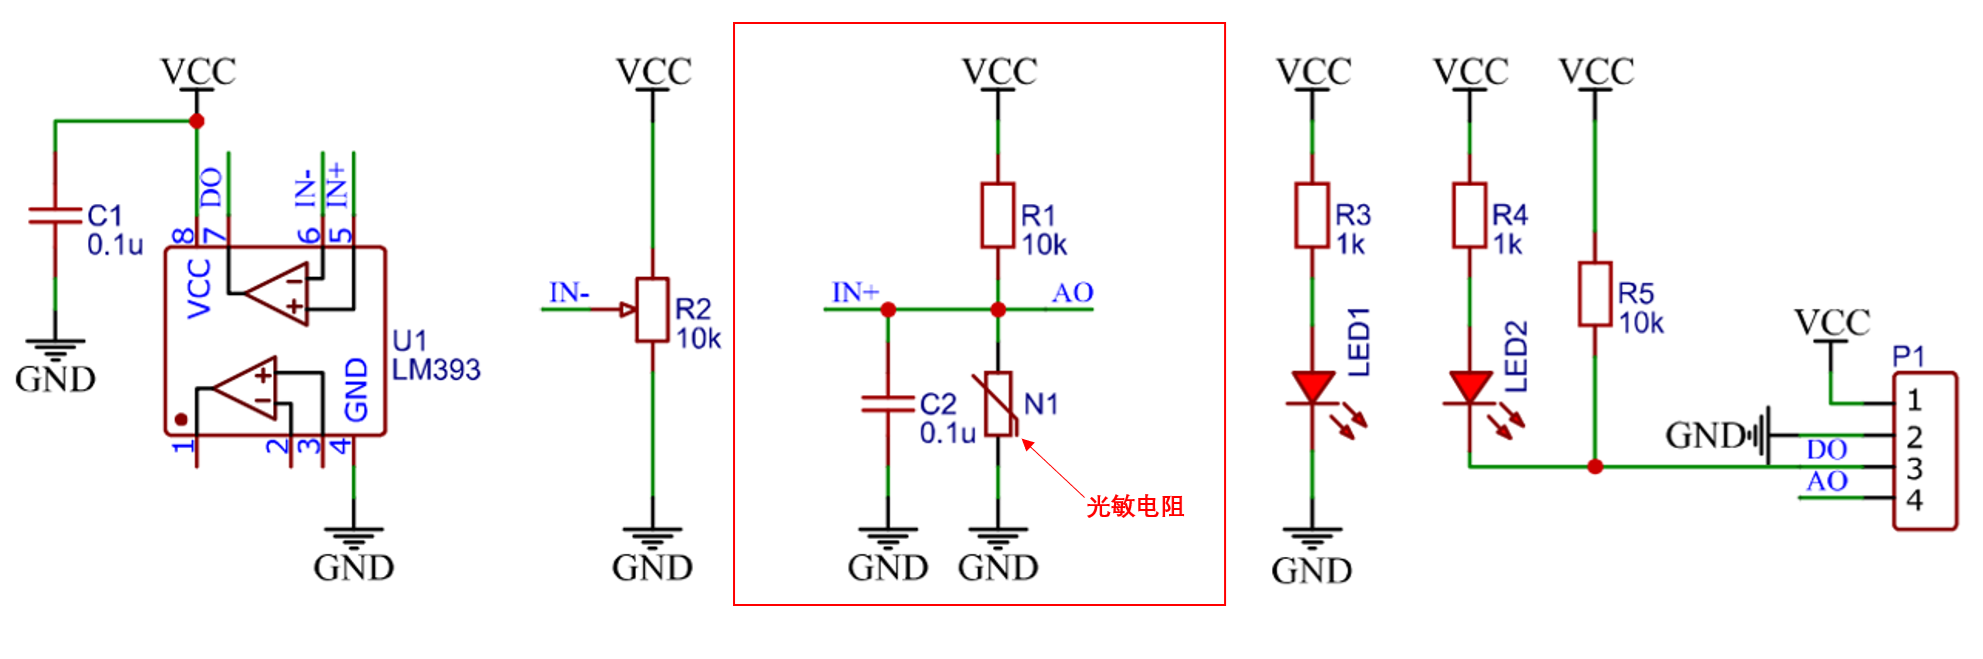 VCC
C1
0.1u
GND
DO
IN-
IN+
8
7
6
5
VCC
GND
U1
LM393
1
2
3
4
GND
VCC
IN-
R2
10k
GND
VCC
R1
10k
IN+
AO
C2
0.1u
N1
光敏电阻
GND
GND
VCC
R3
1k
LED1
GND
VCC
R4
1k
LED2
VCC
R5
10k
VCC
P1
GND
DO
AO
1
2
3
4